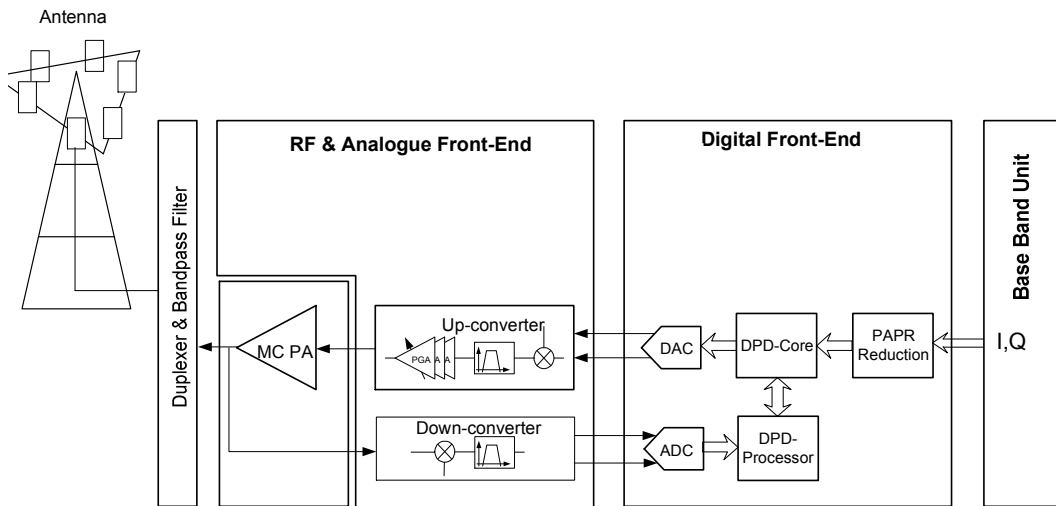 Antenna
RF & Analogue Front-End
Digital Front-End
Base Band Unit
Duplexer & Bandpass Filter
Up-converter
MC PA
PGA
A
A
DAC
DPD-Core
PAPR
Reduction
I,Q
Down-converter
ADC
DPD-
Processor